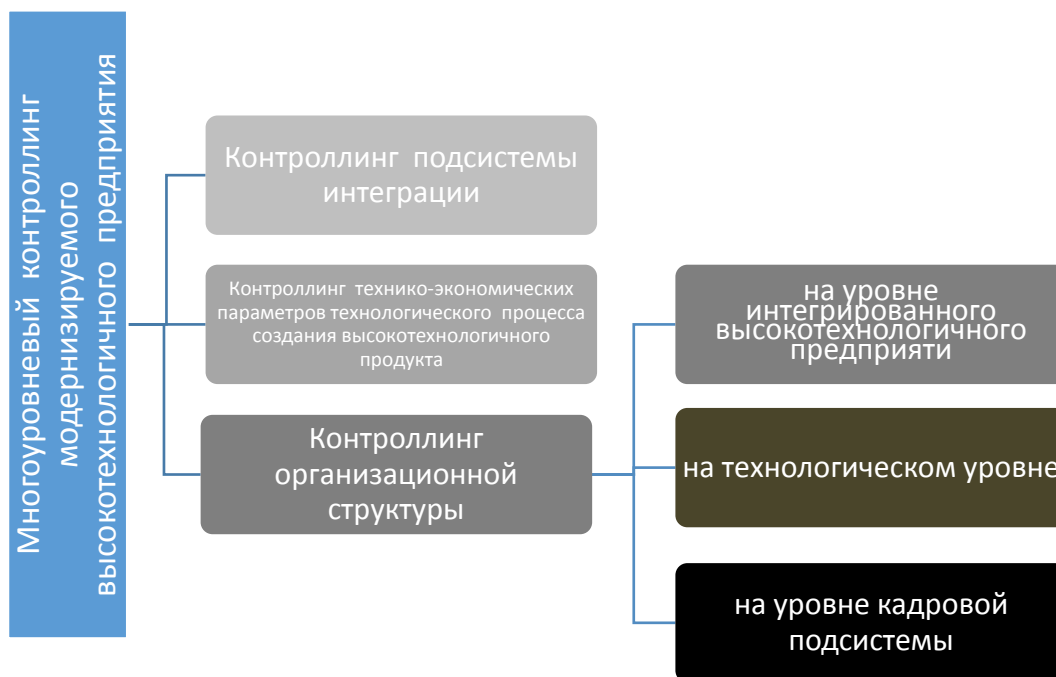 Многоуровневый контроллинг
модернизируемого
высокотехнологичного предприятия
Контроллинг подсистемы
интеграции
Контроллинг технико-экономических
параметров технологического процесса
создания высокотехнологичного
продукта
Контроллинг
организационной
структуры
на уровне
интегрированного
высокотехнологичного
предприяти
на технологическом уровне
на уровне кадровой
подсистемы